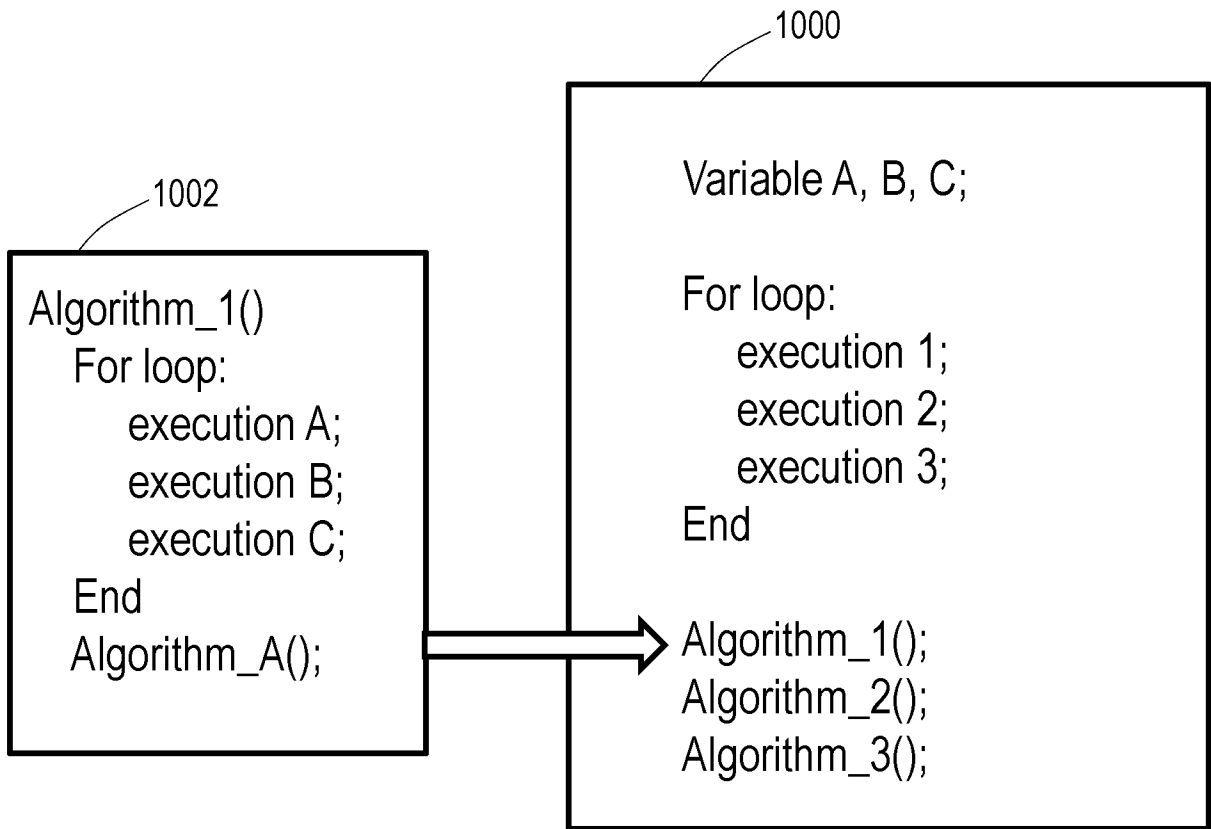 1002
Algorithm_1()
For loop:
execution A;
execution B;
execution C;
End
Algorithm_A();
1000
Variable A, B, C;
For loop:
execution 1;
execution 2;
execution 3;
End
Algorithm_1();
Algorithm_2();
Algorithm_3();